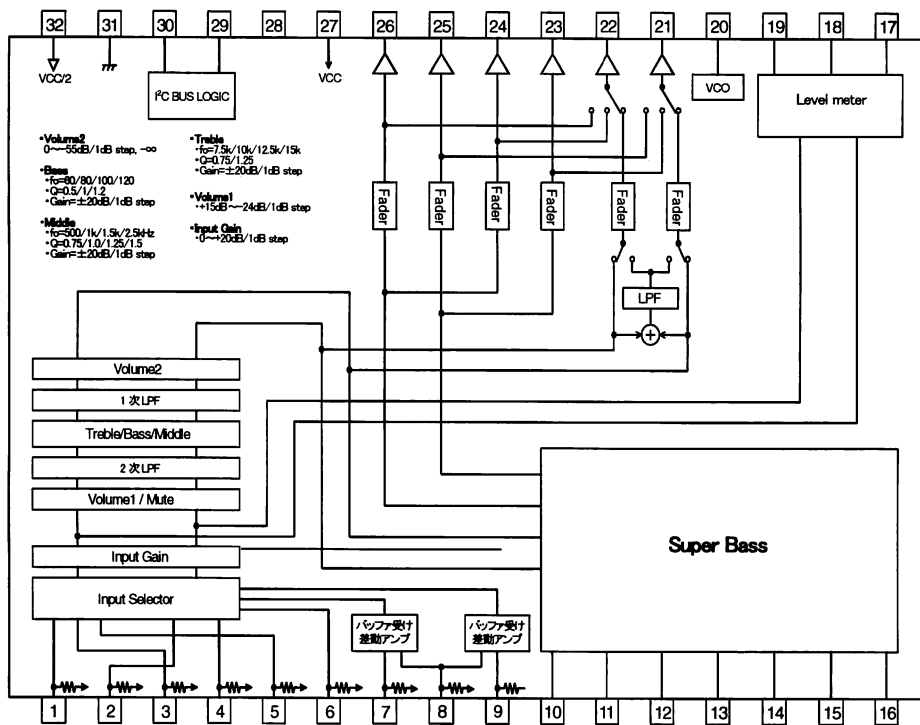 32 31 30 29 28 27 26 25 24 23 22 21 20 19 18 17
VCC/2
I²C BUS LOGIC
VCC
VCO
Level meter
・Volume2
0〜−55dB/1dB step, −∞
・Bass
・fo=60/80/100/120
・Q=0.5/1/1.2
・Gain=±20dB/1dB step
・Middle
・fo=500/1k/1.5k/2.5kHz
・Q=0.75/1.0/1.25/1.5
・Gain=±20dB/1dB step
・Treble
・fo=7.5k/10k/12.5k/15k
・Q=0.75/1.25
・Gain=±20dB/1dB step
・Volume1
・+15dB〜−24dB/1dB step
・Input Gain
・0〜+20dB/1dB step
Fader Fader Fader Fader Fader Fader
LPF
+
Volume2
1 次 LPF
Treble/Bass/Middle
2 次 LPF
Volume1 / Mute
Input Gain
Input Selector
Super Bass
バッファ受け
差動アンプ
バッファ受け
差動アンプ
1 2 3 4 5 6 7 8 9 10 11 12 13 14 15 16